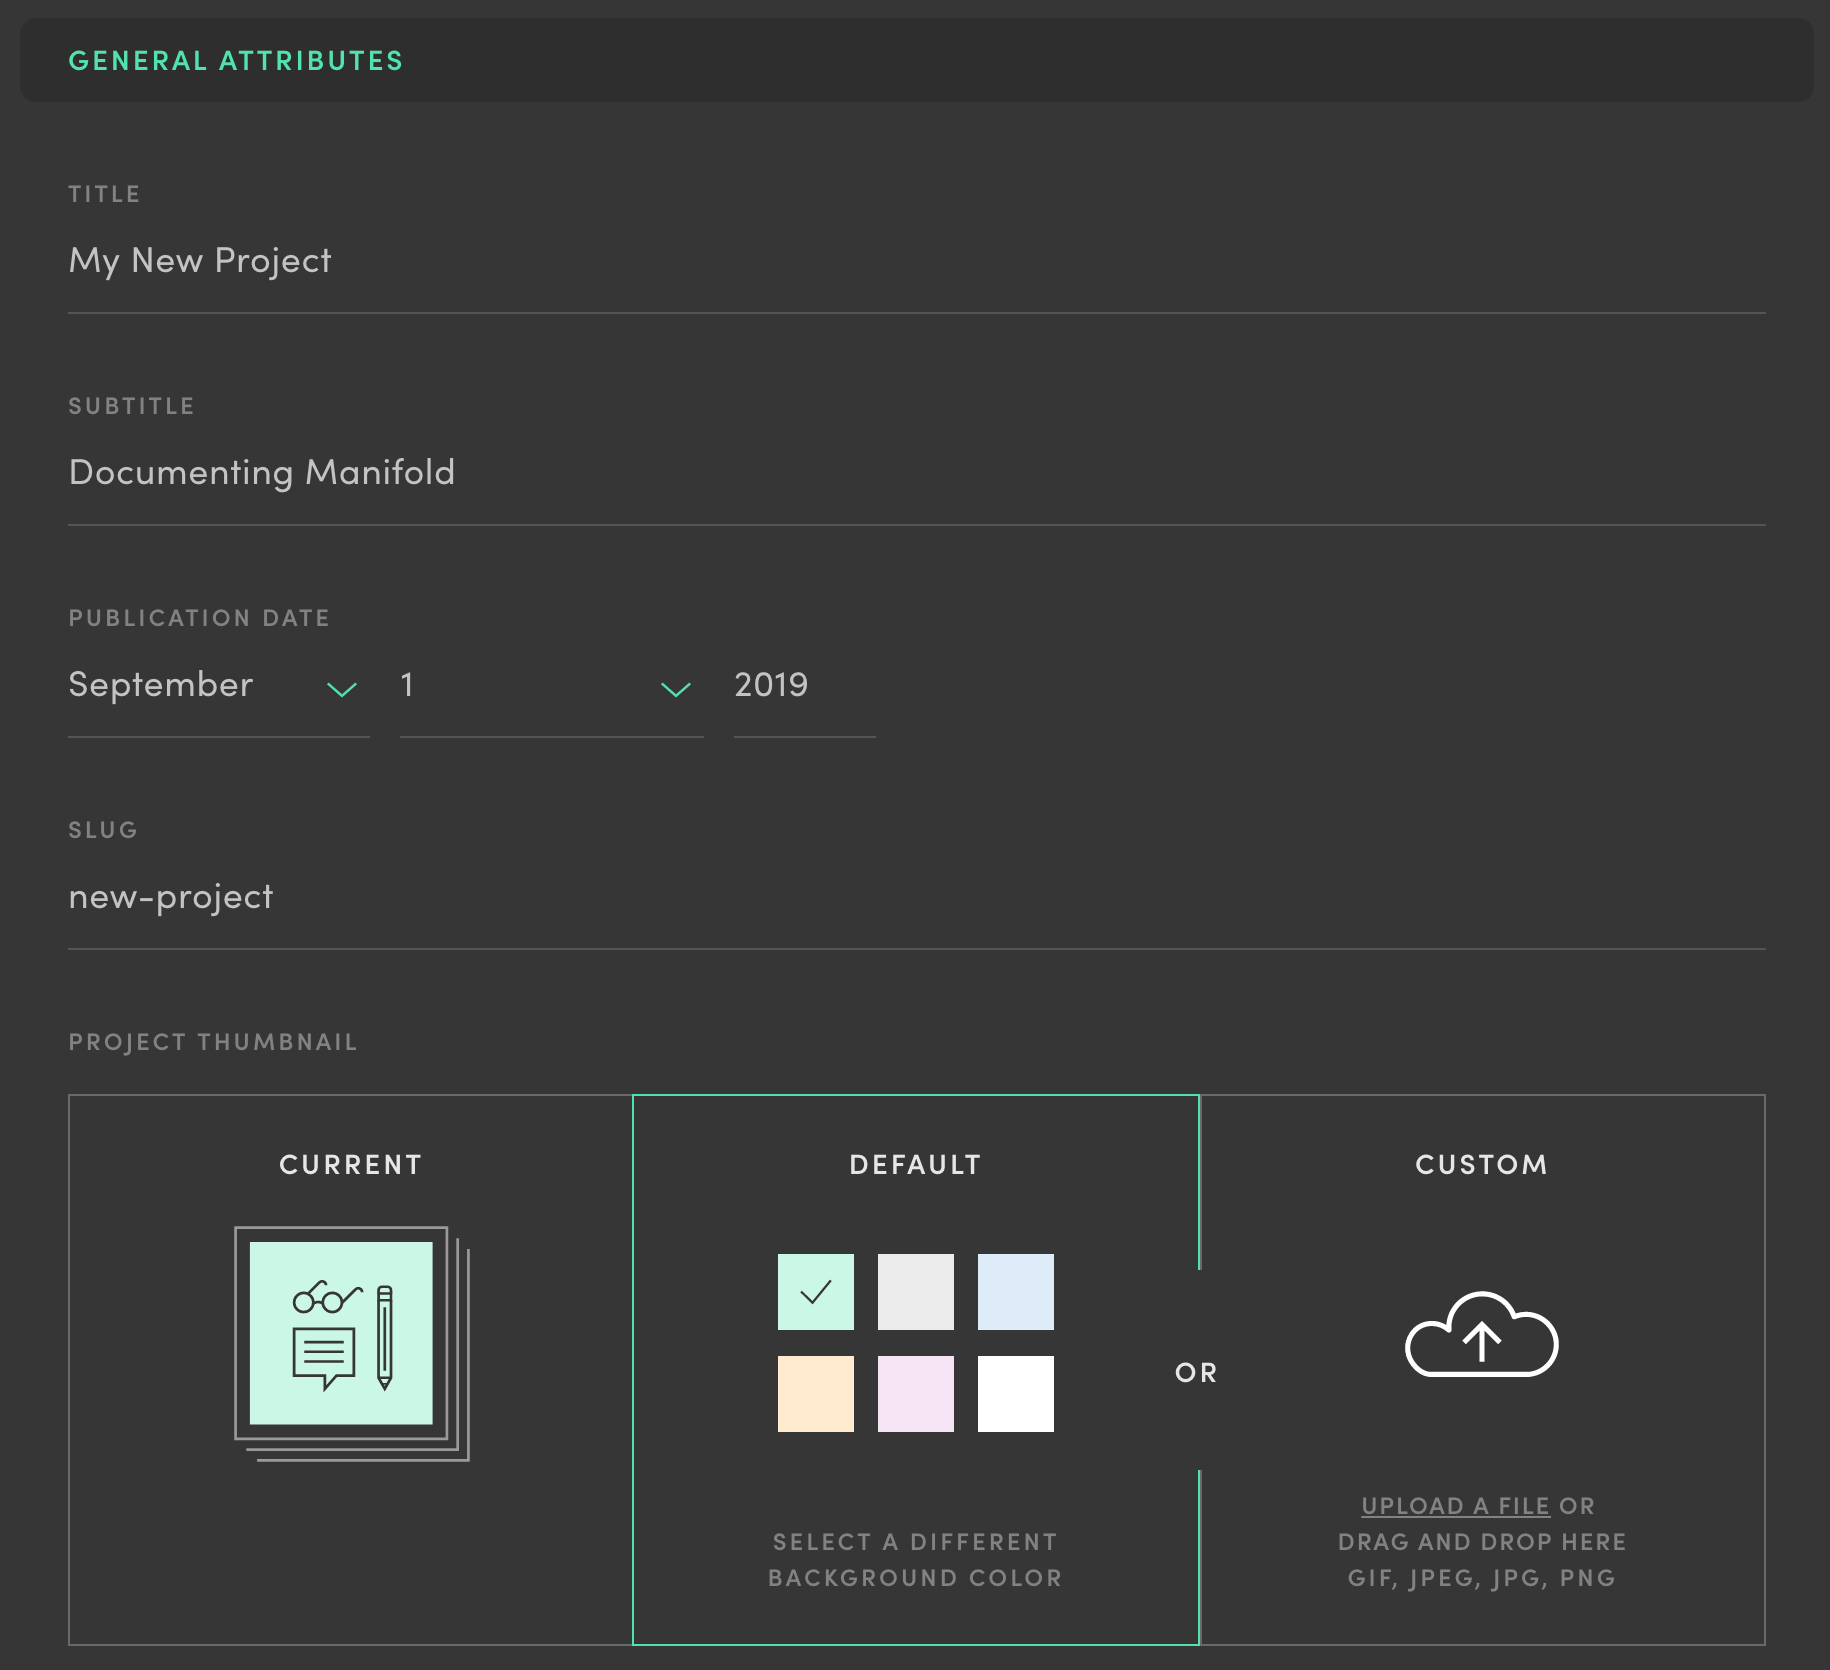 GENERAL ATTRIBUTES
TITLE
My New Project
SUBTITLE
Documenting Manifold
PUBLICATION DATE
September 1 2019
SLUG
new-project
PROJECT THUMBNAIL
CURRENT
DEFAULT
SELECT A DIFFERENT
BACKGROUND COLOR
OR
CUSTOM
UPLOAD A FILE OR
DRAG AND DROP HERE
GIF, JPEG, JPG, PNG